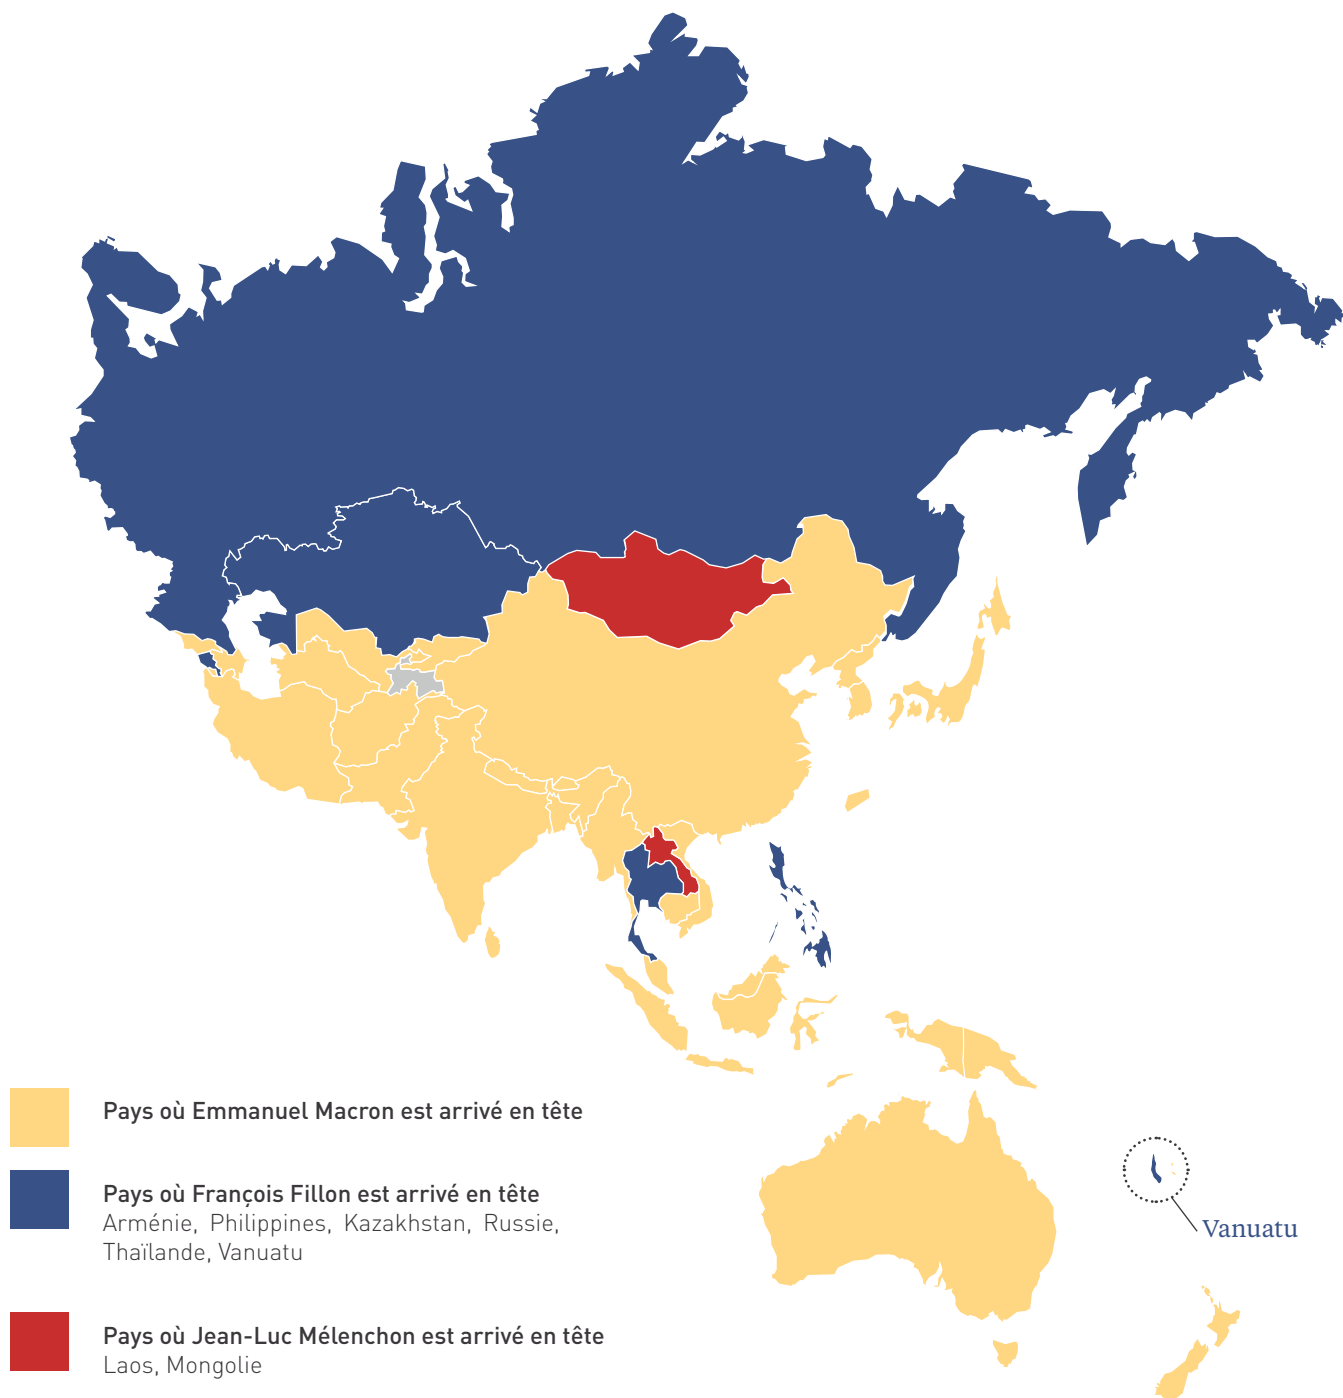 Pays où Emmanuel Macron est arrivé en tête
Pays où François Fillon est arrivé en tête
Arménie, Philippines, Kazakhstan, Russie,
Thaïlande, Vanuatu
Vanuatu
Pays où Jean-Luc Mélenchon est arrivé en tête
Laos, Mongolie